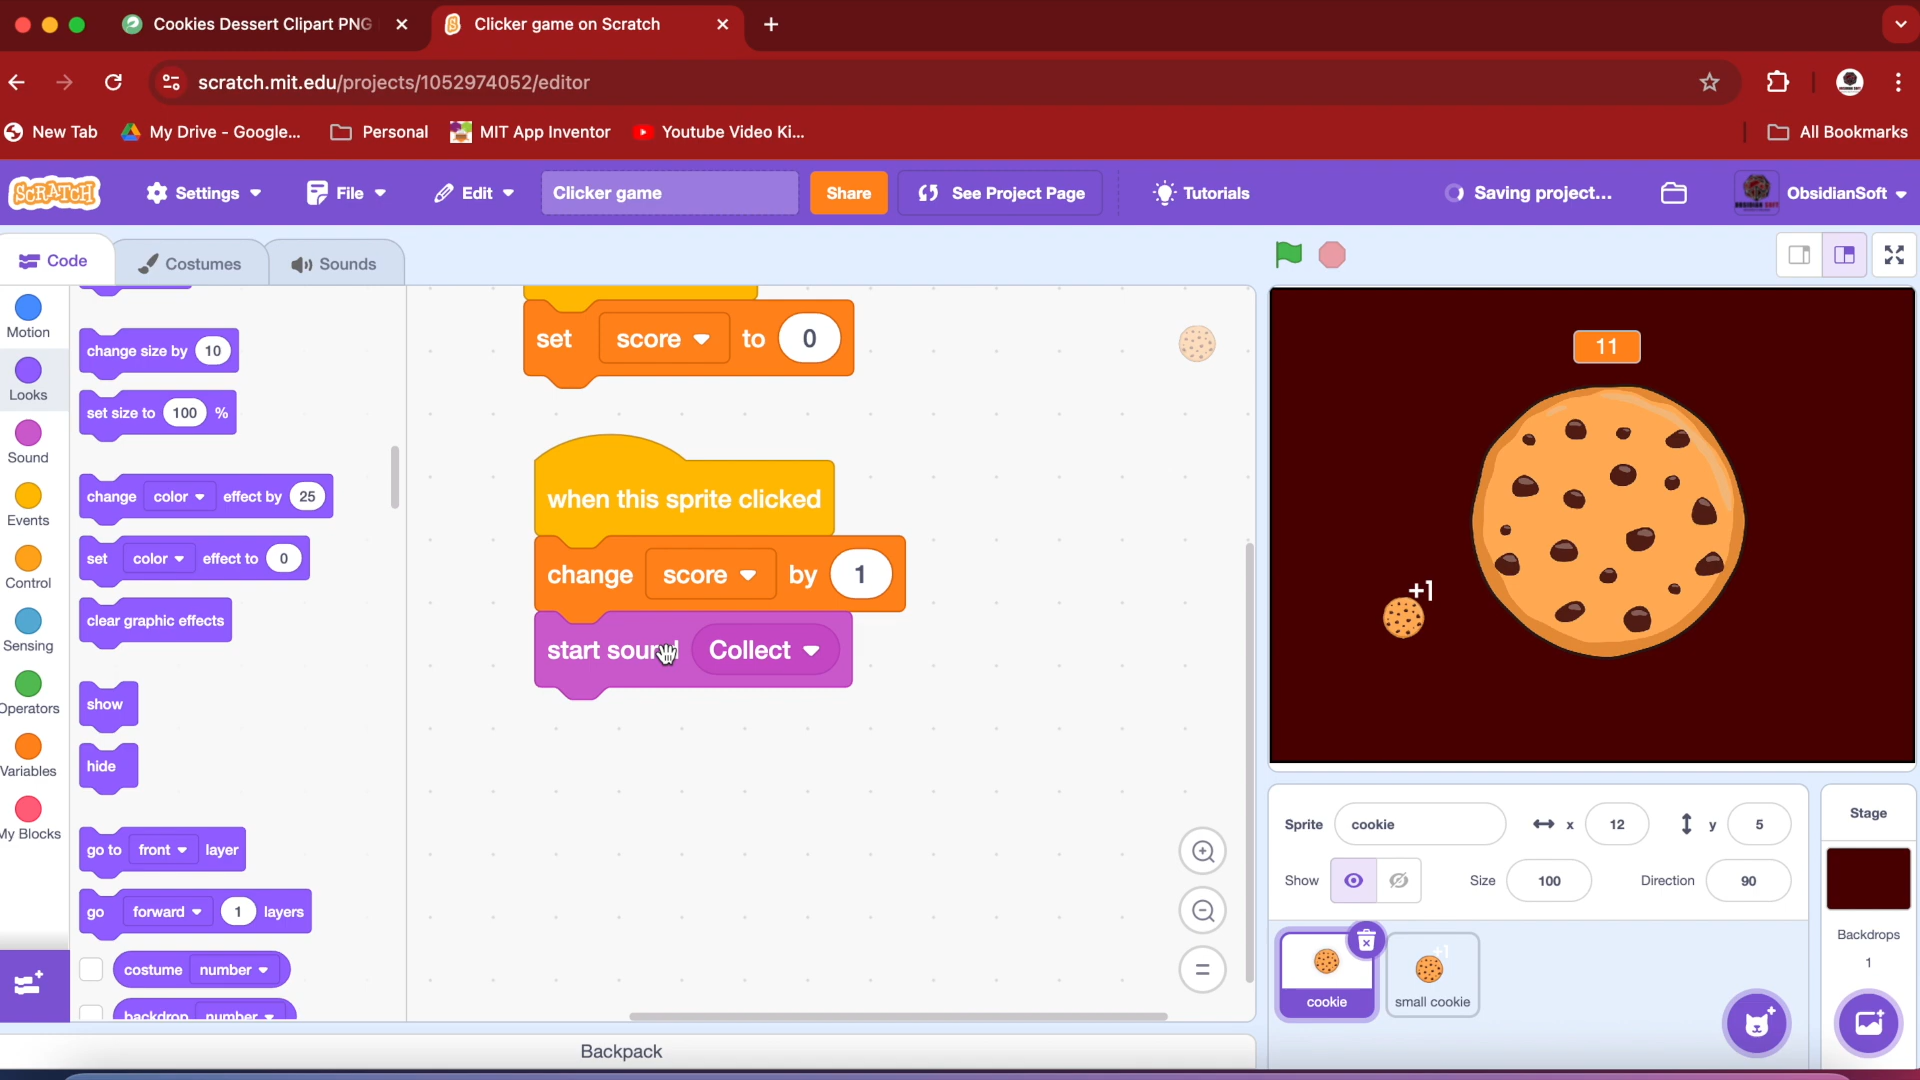 Cookies Dessert Clipart PNG
Clicker game on Scratch
scratch.mit.edu/projects/1052974052/editor
New Tab
My Drive - Google...
Personal
MIT App Inventor
Youtube Video Ki...
All Bookmarks
SCRATCH
Settings
File
Edit
Clicker game
Share
See Project Page
Tutorials
Saving project...
ObsidianSoft
Code
Costumes
Sounds
Motion
Looks
Sound
Events
Control
Sensing
Operators
Variables
My Blocks
change size by 10
set size to 100 %
change color effect by 25
set color effect to 0
clear graphic effects
show
hide
go to front layer
go forward 1 layers
costume number
backdrop number
set score to 0
when this sprite clicked
change score by 1
start sound Collect
Backpack
11
+1
Sprite cookie x 12 y 5
Show Size 100 Direction 90
cookie
+1
small cookie
Stage
Backdrops
1